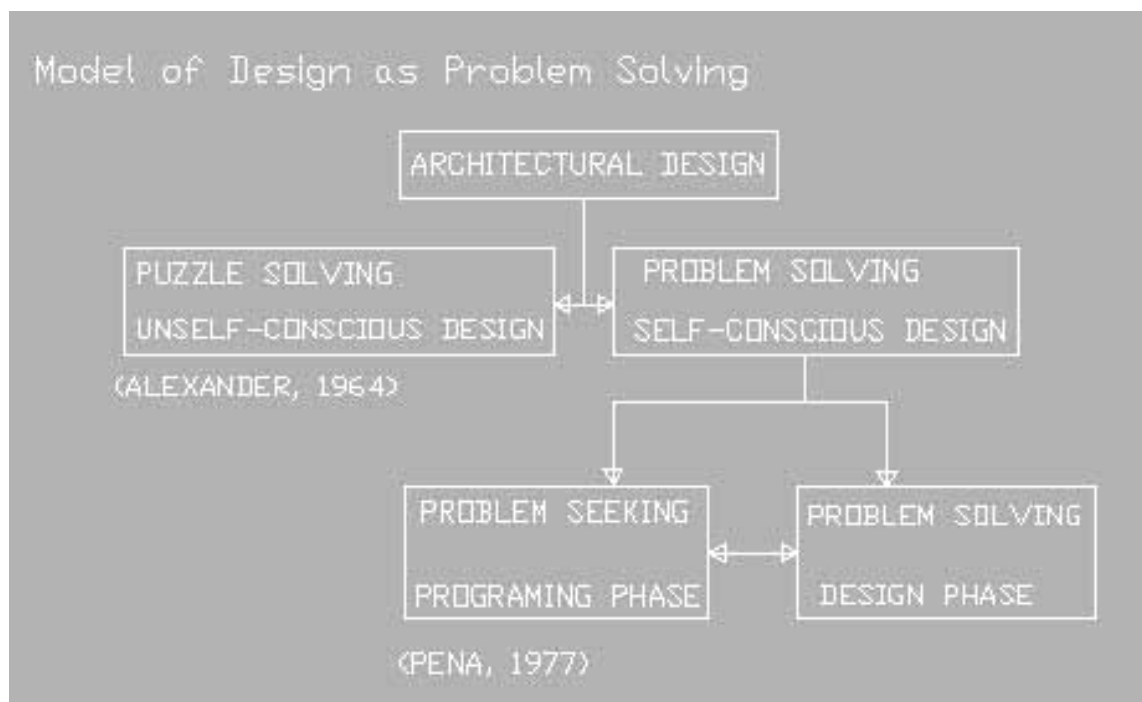 Model of Design as Problem Solving
ARCHITECTURAL DESIGN
PUZZLE SOLVING
UNSELF-CONSCIOUS DESIGN
(ALEXANDER, 1964)
PROBLEM SOLVING
SELF-CONSCIOUS DESIGN
PROBLEM SEEKING
PROGRAMING PHASE
(PENA, 1977)
PROBLEM SOLVING
DESIGN PHASE